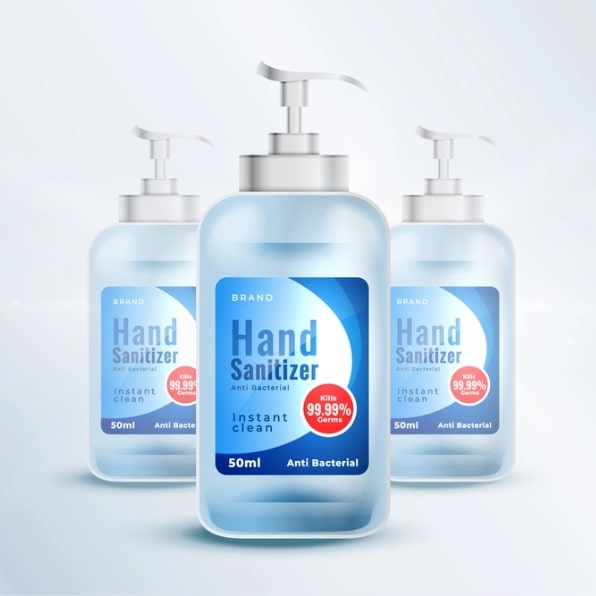 BRAND
Hand
Sanitizer
Anti Bacterial
Instant
clean
Kills
99.99%
Germs
50ml
Anti Bacterial
BRAND
Hand
Sanitizer
Anti Bacterial
Instant
clean
Kills
99.99%
Germs
50ml
Anti Bacterial
BRAND
Hand
Sanitizer
Anti Bacterial
Instant
clean
Kills
99.99%
Germs
50ml
Anti Bacterial